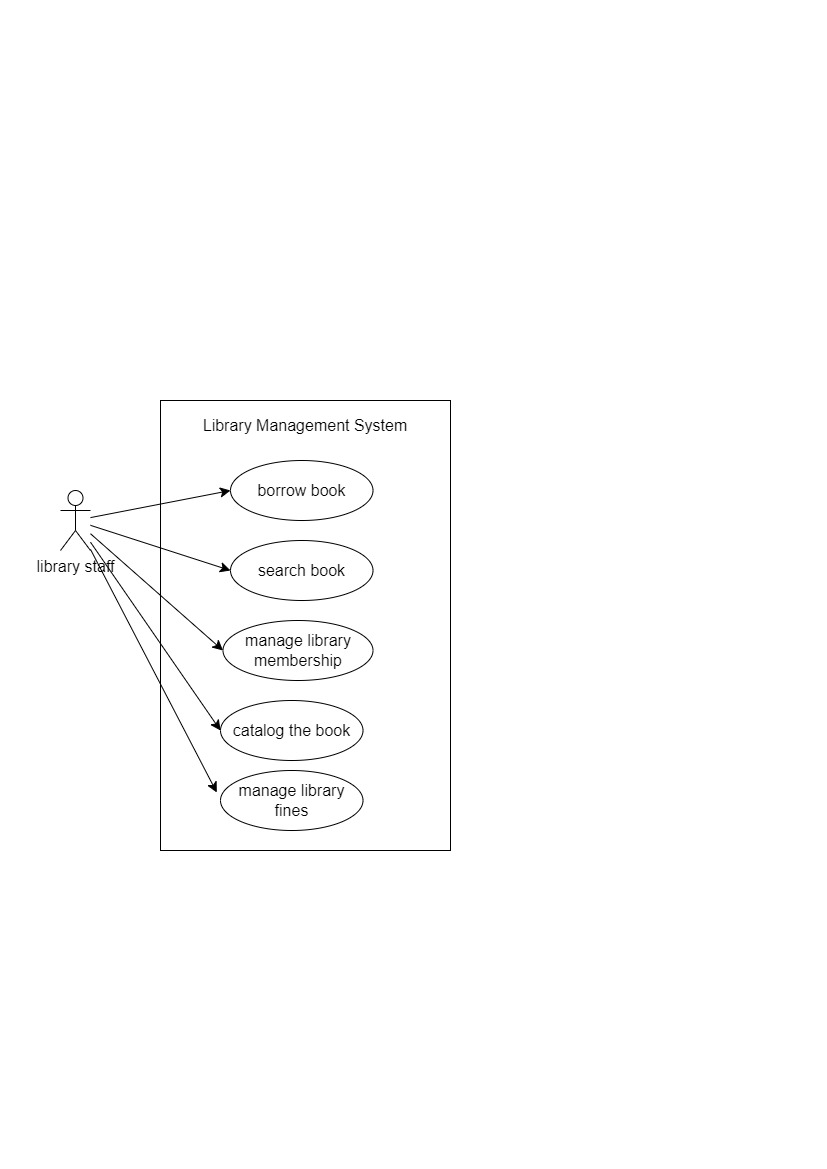 Library Management System
borrow book
search book
library staff
manage library
membership
catalog the book
manage library
fines